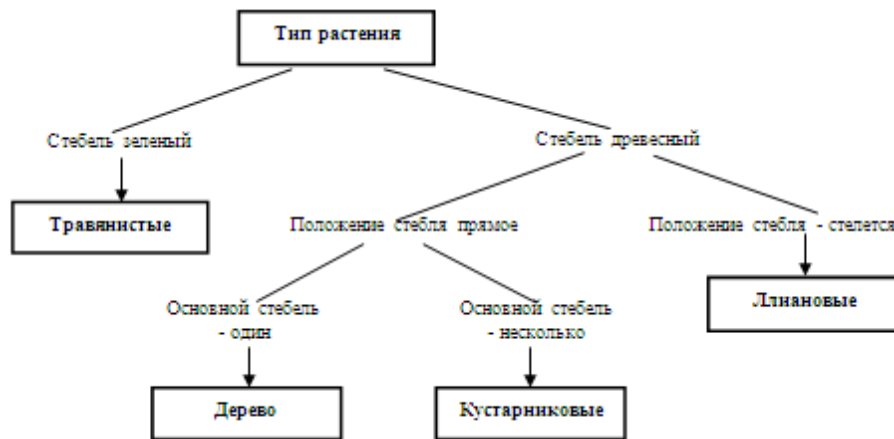 Тип растения
Стебель зеленый
Стебель древесный
Травянистые
Положение стебля прямое
Положение стебля - стелется
Ллиановые
Основной стебель
- один
Основной стебель
- несколько
Дерево
Кустарниковые